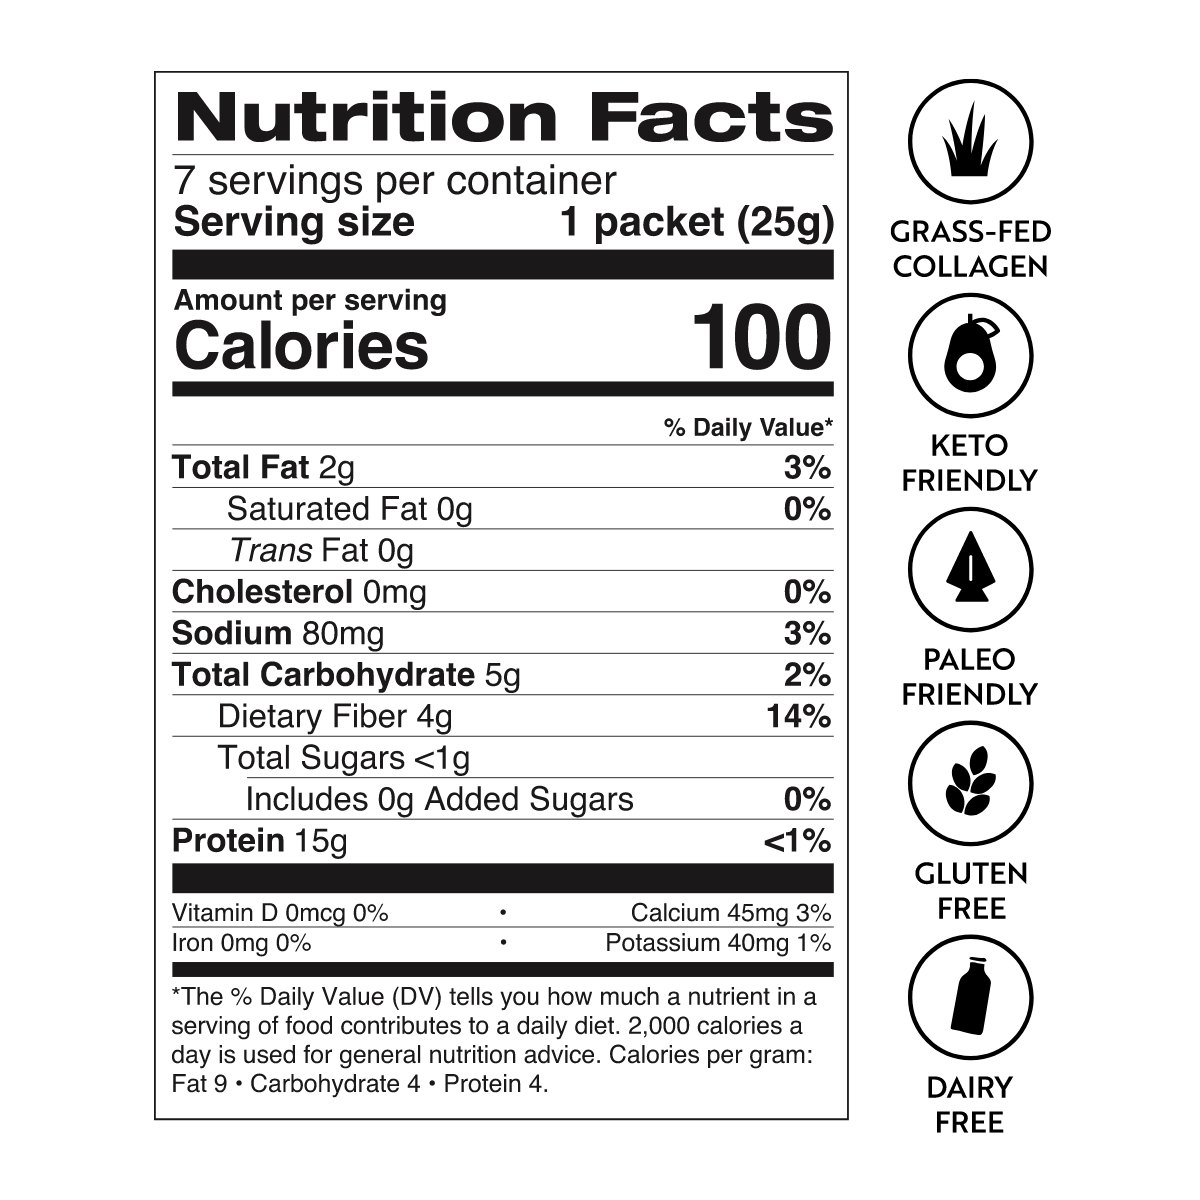 Nutrition Facts
7 servings per container
Serving size 1 packet (25g)
Amount per serving
Calories 100
% Daily Value*
Total Fat 2g 3%
Saturated Fat 0g 0%
Trans Fat 0g
Cholesterol 0mg 0%
Sodium 80mg 3%
Total Carbohydrate 5g 2%
Dietary Fiber 4g 14%
Total Sugars <1g
Includes 0g Added Sugars 0%
Protein 15g <1%
Vitamin D 0mcg 0% • Calcium 45mg 3%
Iron 0mg 0% • Potassium 40mg 1%
*The % Daily Value (DV) tells you how much a nutrient in a
serving of food contributes to a daily diet. 2,000 calories a
day is used for general nutrition advice. Calories per gram:
Fat 9 • Carbohydrate 4 • Protein 4.
GRASS-FED
COLLAGEN
KETO
FRIENDLY
PALEO
FRIENDLY
GLUTEN
FREE
DAIRY
FREE